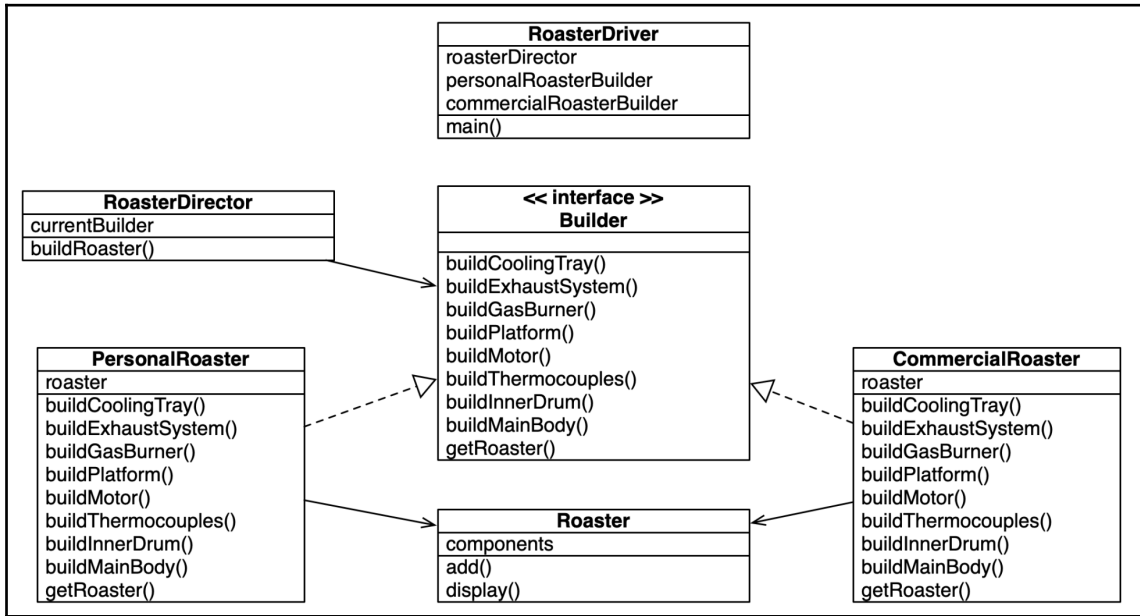 RoasterDriver
roasterDirector
personalRoasterBuilder
commercialRoasterBuilder
main()
RoasterDirector
currentBuilder
buildRoaster()
<< interface >>
Builder
buildCoolingTray()
buildExhaustSystem()
buildGasBurner()
buildPlatform()
buildMotor()
buildThermocouples()
buildInnerDrum()
buildMainBody()
getRoaster()
PersonalRoaster
roaster
buildCoolingTray()
buildExhaustSystem()
buildGasBurner()
buildPlatform()
buildMotor()
buildThermocouples()
buildInnerDrum()
buildMainBody()
getRoaster()
Roaster
components
add()
display()
CommercialRoaster
roaster
buildCoolingTray()
buildExhaustSystem()
buildGasBurner()
buildPlatform()
buildMotor()
buildThermocouples()
buildInnerDrum()
buildMainBody()
getRoaster()